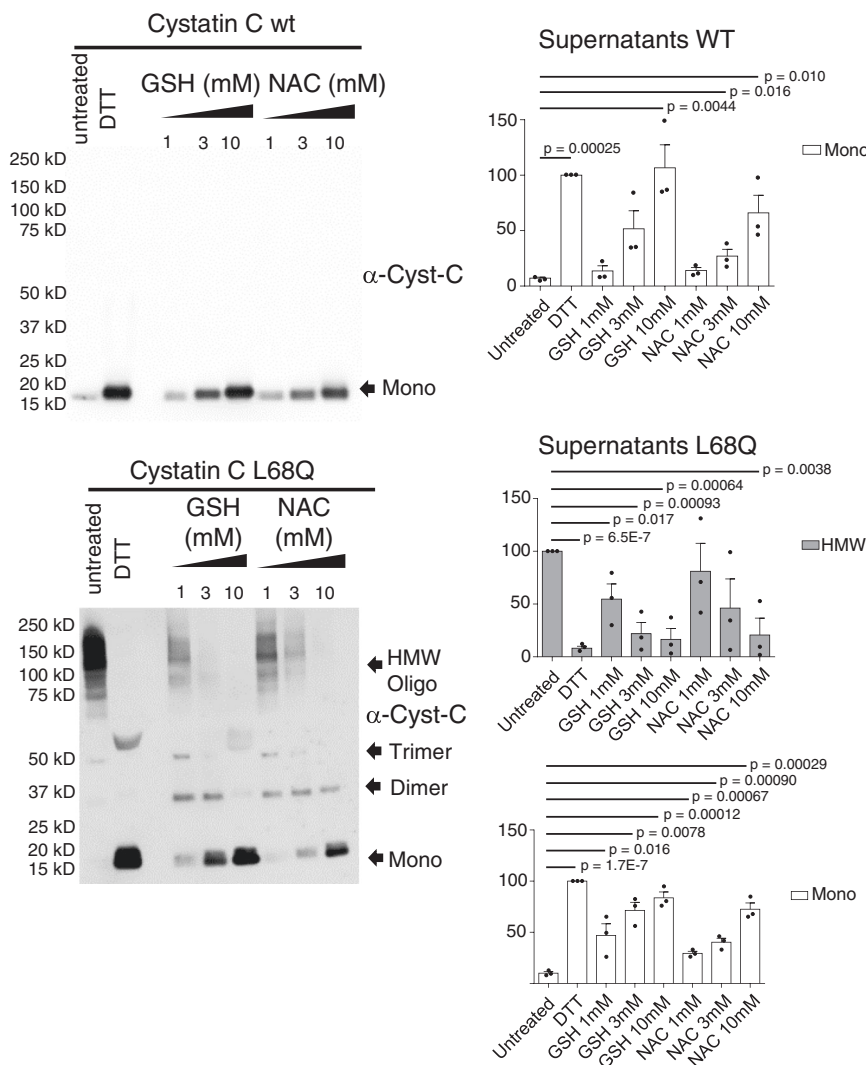 Cystatin C wt
untreated
DTT
GSH (mM) NAC (mM)
1 3 10 1 3 10
250 kD
150 kD
100 kD
75 kD
50 kD
37 kD
25 kD
20 kD
15 kD
α-Cyst-C
Mono
Supernatants WT
p = 0.010
p = 0.016
p = 0.0044
p = 0.00025
150
100
50
0
Mono
Untreated
DTT
GSH 1mM
GSH 3mM
GSH 10mM
NAC 1mM
NAC 3mM
NAC 10mM
Cystatin C L68Q
untreated
DTT
GSH (mM)
NAC (mM)
1 3 10 1 3 10
250 kD
150 kD
100 kD
75 kD
50 kD
37 kD
25 kD
20 kD
15 kD
HMW
Oligo
α-Cyst-C
Trimer
Dimer
Mono
Supernatants L68Q
p = 0.0038
p = 0.00064
p = 0.00093
p = 0.017
p = 6.5E-7
150
100
50
0
HMW
Untreated
DTT
GSH 1mM
GSH 3mM
GSH 10mM
NAC 1mM
NAC 3mM
NAC 10mM
p = 0.00029
p = 0.00090
p = 0.00067
p = 0.00012
p = 0.0078
p = 0.016
p = 1.7E-7
150
100
50
Mono
Untreated
DTT
GSH 1mM
GSH 3mM
GSH 10mM
NAC 1mM
NAC 3mM
NAC 10mM